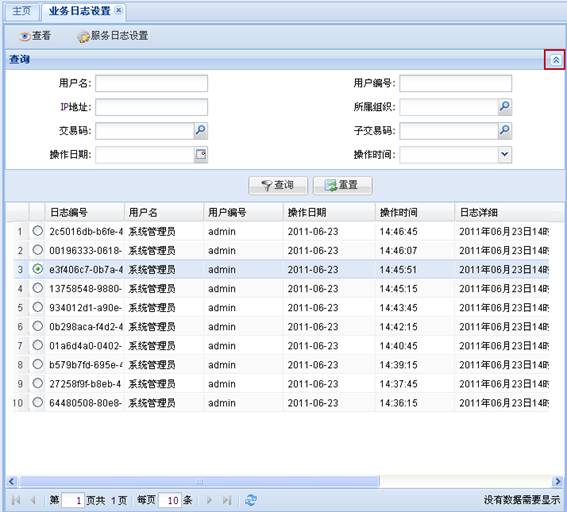 主页 业务日志设置
查看 服务日志设置
查询
用户名: 用户编号:
IP地址: 所属组织:
交易码: 子交易码:
操作日期: 操作时间:
查询 重置
日志编号 用户名 用户编号 操作日期 操作时间 日志详细
1 2c5016db-b6fe-4 系统管理员 admin 2011-06-23 14:46:45 2011年06月23日14时
2 00196333-0618- 系统管理员 admin 2011-06-23 14:46:07 2011年06月23日14时
3 e3f406c7-0b7a-4 系统管理员 admin 2011-06-23 14:45:51 2011年06月23日14时
4 13758548-9880- 系统管理员 admin 2011-06-23 14:45:15 2011年06月23日14时
5 934012d1-a90e- 系统管理员 admin 2011-06-23 14:43:45 2011年06月23日14时
6 0b298aca-f4d2-4 系统管理员 admin 2011-06-23 14:42:15 2011年06月23日14时
7 01a6d4a0-0402- 系统管理员 admin 2011-06-23 14:40:45 2011年06月23日14时
8 b579b7fd-695e-4 系统管理员 admin 2011-06-23 14:39:15 2011年06月23日14时
9 27258f9f-b8eb-4 系统管理员 admin 2011-06-23 14:37:45 2011年06月23日14时
10 64480508-80e8- 系统管理员 admin 2011-06-23 14:36:15 2011年06月23日14时
第 1 页共 1页 每页 10 条 没有数据需要显示